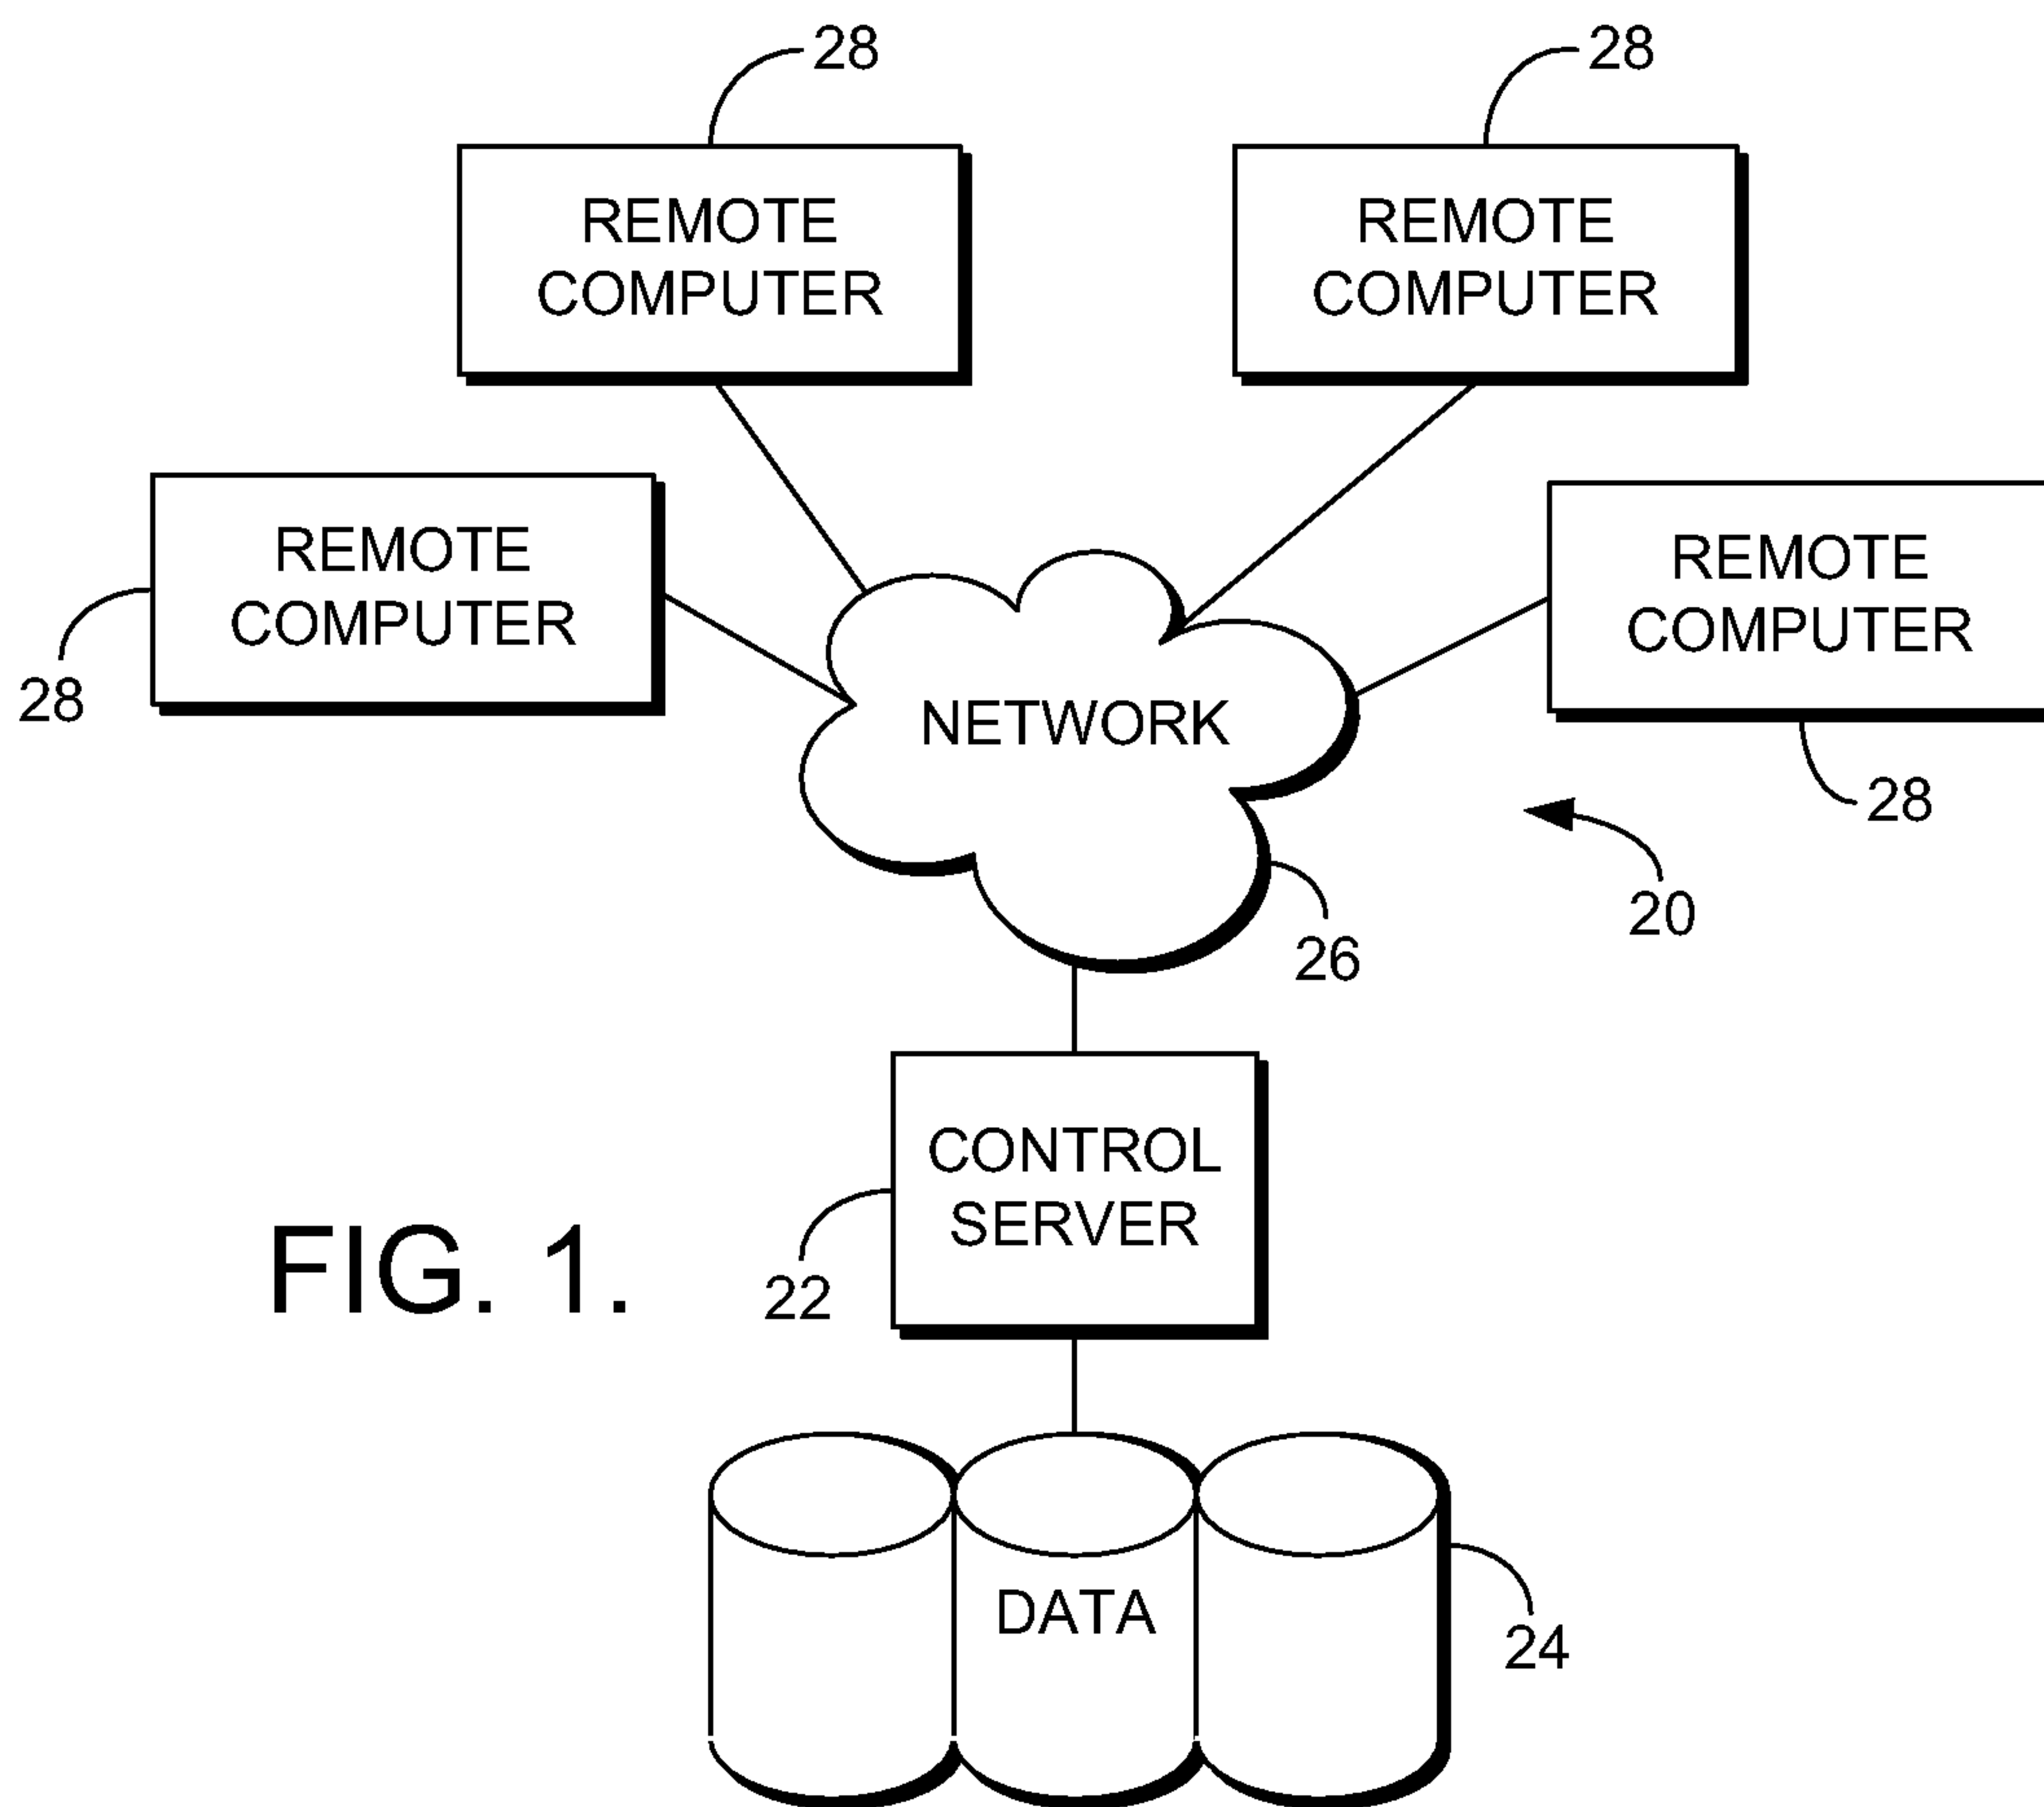 28
28
REMOTE
COMPUTER
REMOTE
COMPUTER
REMOTE
COMPUTER
28
REMOTE
COMPUTER
28
NETWORK
20
26
CONTROL
SERVER
22
FIG. 1.
DATA
24